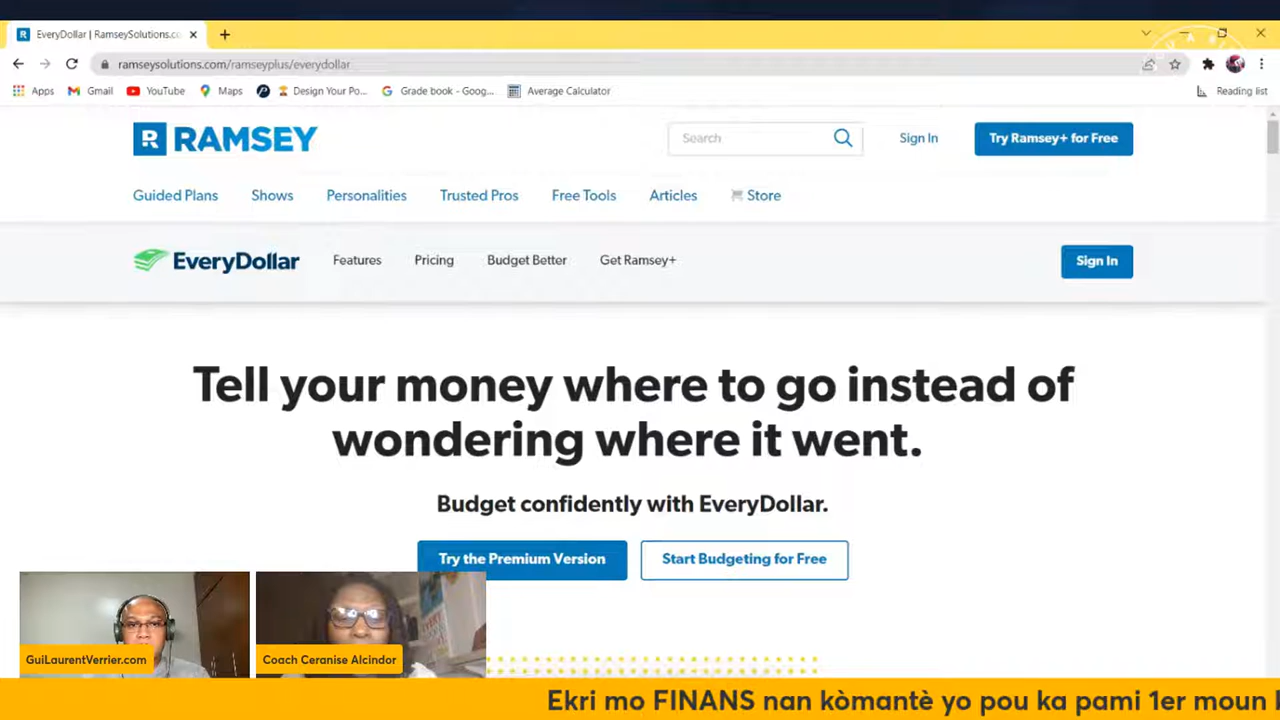 EveryDollar | RamseySolutions.co
ramseysolutions.com/ramseyplus/everydollar
Apps Gmail YouTube Maps Design Your Po... Grade book - Goog... Average Calculator Reading list
R RAMSEY
Search
Sign In
Try Ramsey+ for Free
Guided Plans Shows Personalities Trusted Pros Free Tools Articles Store
EveryDollar Features Pricing Budget Better Get Ramsey+ Sign In
Tell your money where to go instead of
wondering where it went.
Budget confidently with EveryDollar.
Try the Premium Version
Start Budgeting for Free
GuiLaurentVerrier.com
Coach Ceranise Alcindor
Ekri mo FINANS nan kòmantè yo pou ka pami 1er moun